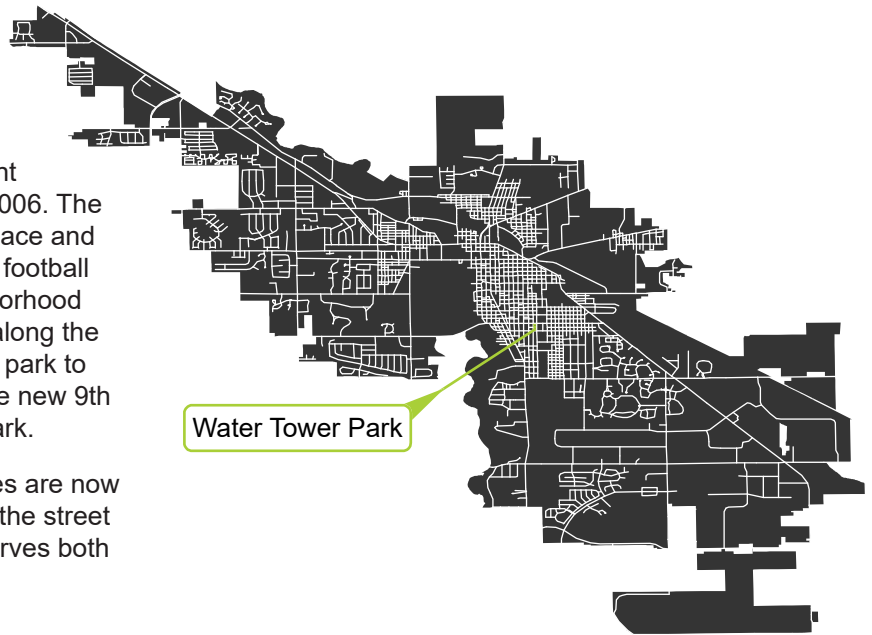 nt
006. The
ace and
football
orhood
along the
park to
e new 9th
ark.
es are now
the street
rves both
Water Tower Park